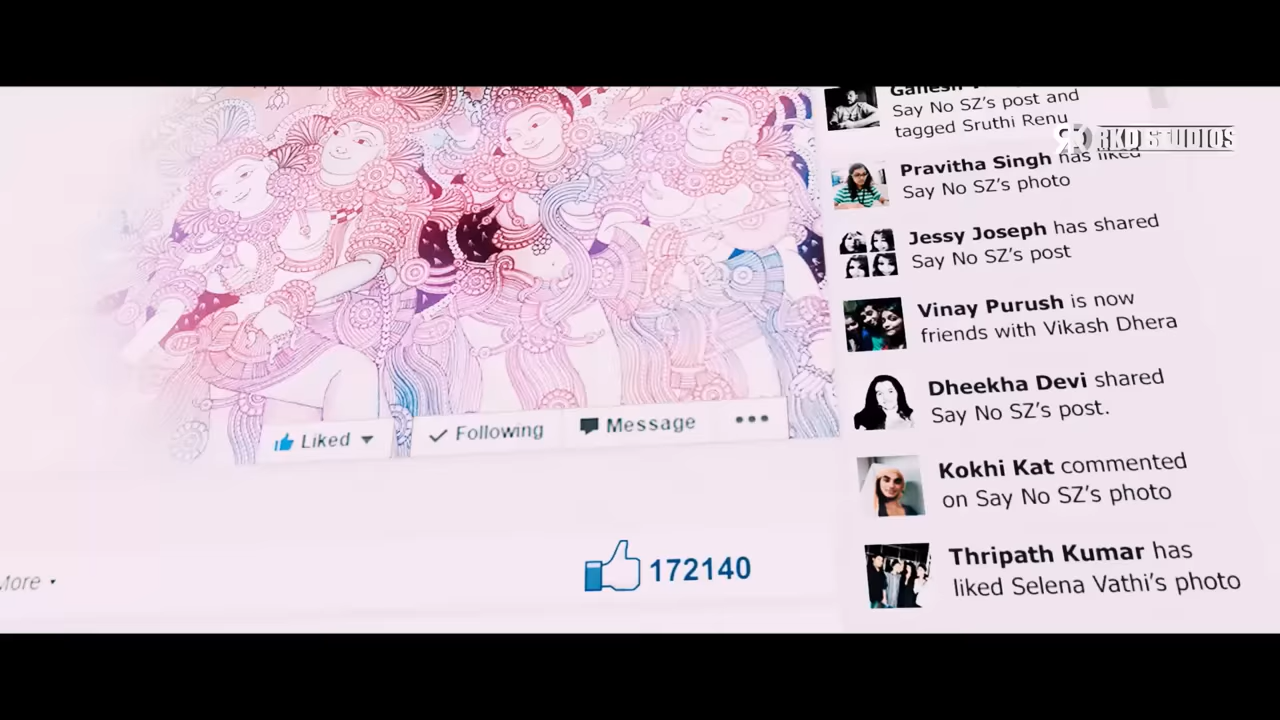 Say No SZ's post and
tagged Sruthi Renu
RKD STUDIOS
Pravitha Singh has liked
Say No SZ's photo
Jessy Joseph has shared
Say No SZ's post
Vinay Purush is now
friends with Vikash Dhera
Dheekha Devi shared
Say No SZ's post.
Kokhi Kat commented
on Say No SZ's photo
Thripath Kumar has
liked Selena Vathi's photo
Liked
Following
Message
More
172140